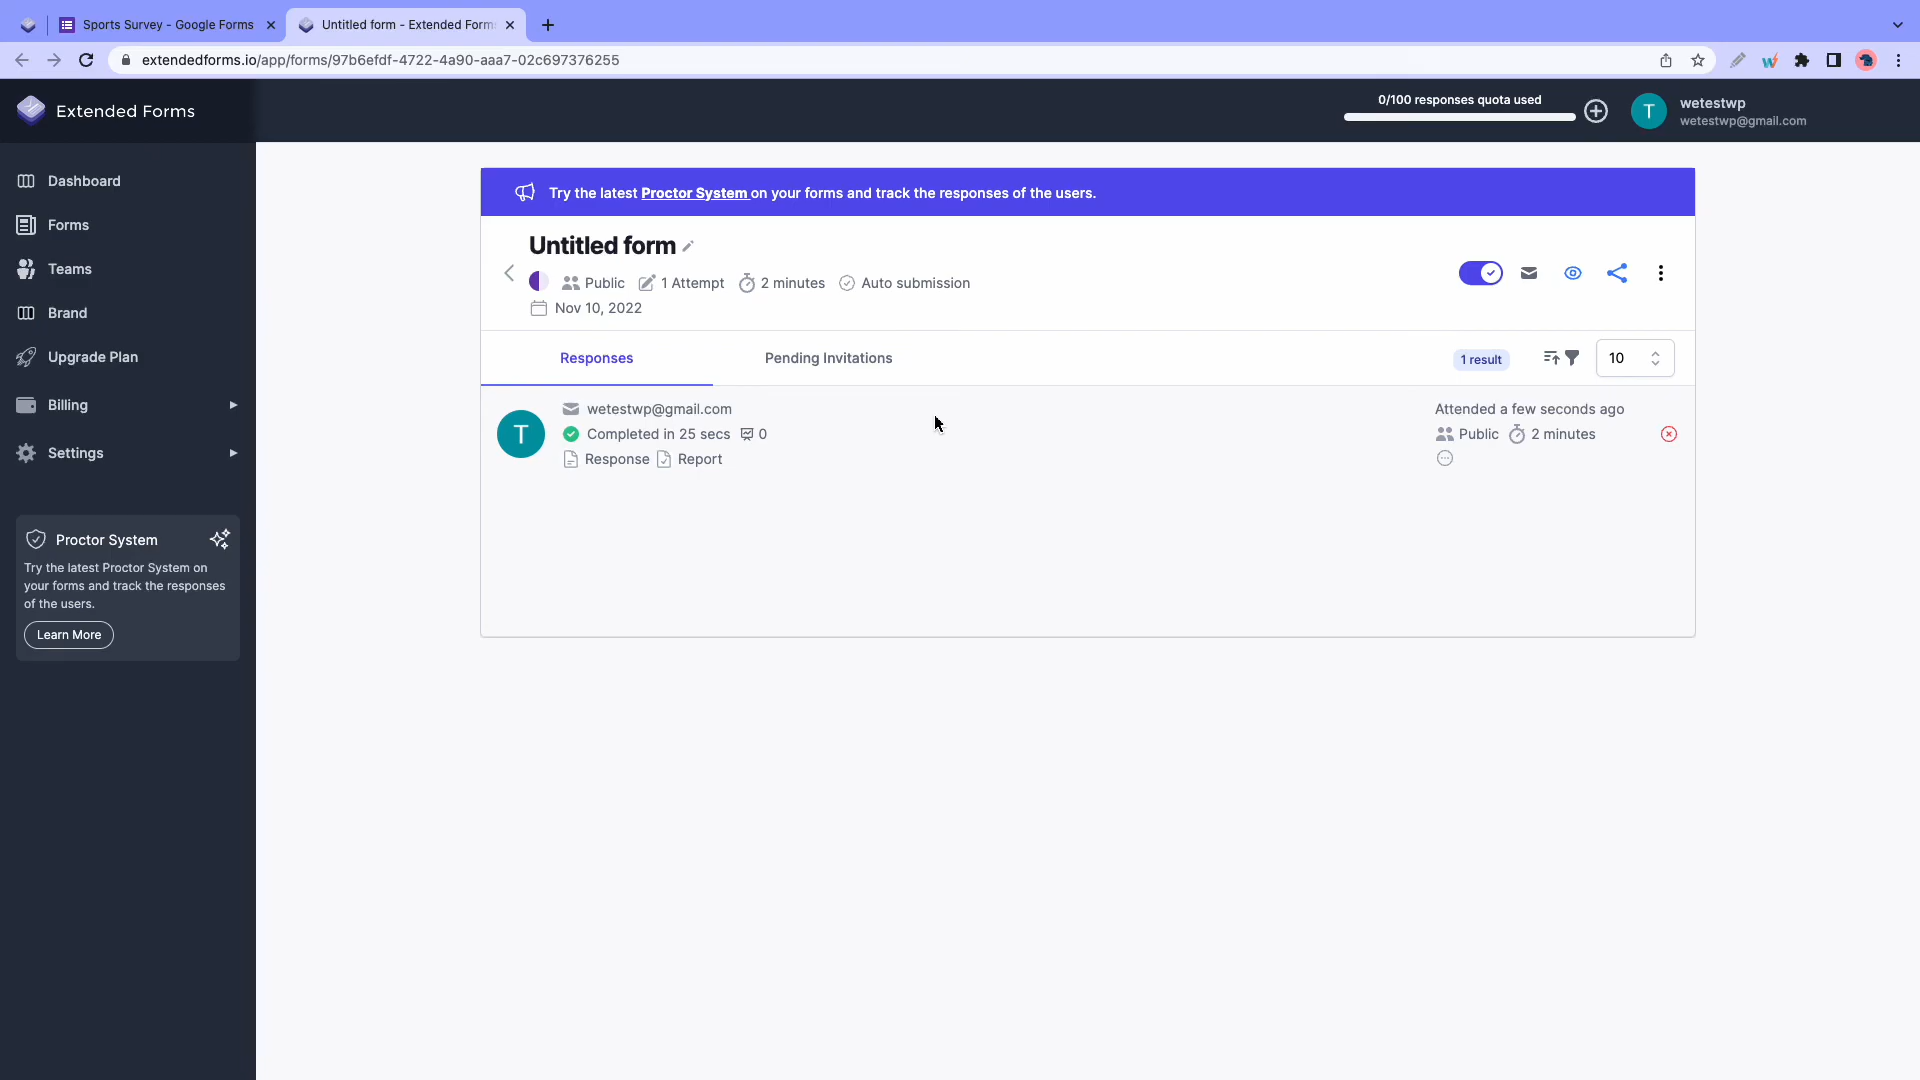 Sports Survey - Google Forms
Untitled form - Extended Form
extendedforms.io/app/forms/97b6efdf-4722-4a90-aaa7-02c697376255
Extended Forms
0/100 responses quota used
T
wetestwp
wetestwp@gmail.com
Dashboard
Forms
Teams
Brand
Upgrade Plan
Billing
Settings
Proctor System
Try the latest Proctor System on
your forms and track the responses
of the users.
Learn More
Try the latest Proctor System on your forms and track the responses of the users.
Untitled form
Public 1 Attempt 2 minutes Auto submission
Nov 10, 2022
Responses Pending Invitations 1 result 10
T
wetestwp@gmail.com
Completed in 25 secs 0
Response Report
Attended a few seconds ago
Public 2 minutes